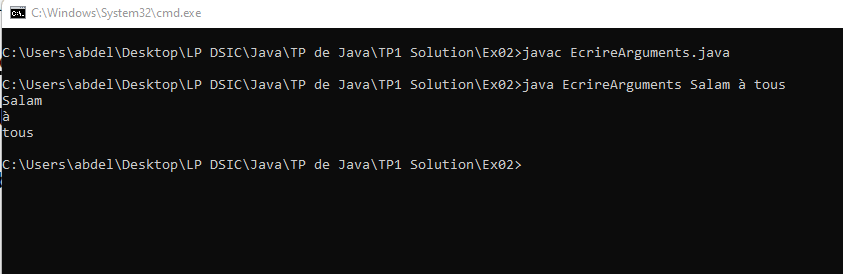 C:\Windows\System32\cmd.exe
C:\Users\abdel\Desktop\LP DSIC\Java\TP de Java\TP1 Solution\Ex02>javac EcrireArguments.java
C:\Users\abdel\Desktop\LP DSIC\Java\TP de Java\TP1 Solution\Ex02>java EcrireArguments Salam à tous
Salam
à
tous
C:\Users\abdel\Desktop\LP DSIC\Java\TP de Java\TP1 Solution\Ex02>